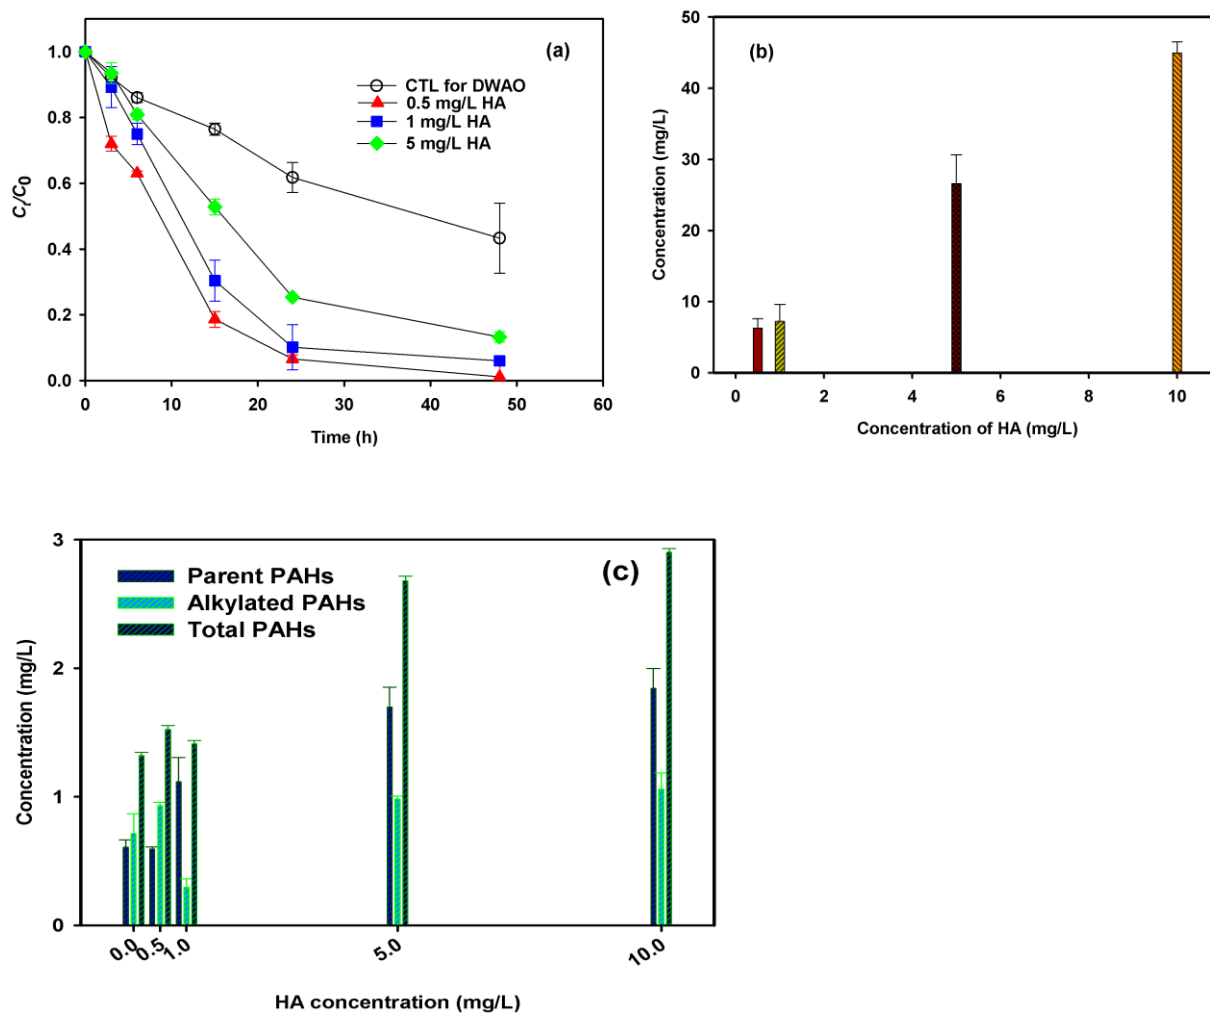 (a)
CTL for DWAO
0.5 mg/L HA
1 mg/L HA
5 mg/L HA
1.0
0.8
0.6
0.4
0.2
0.0
Ct/C0
0 10 20 30 40 50 60
Time (h)
(b)
50
40
30
20
10
0
Concentration (mg/L)
0 2 4 6 8 10
Concentration of HA (mg/L)
(c)
Parent PAHs
Alkylated PAHs
Total PAHs
3
2
1
0
Concentration (mg/L)
0.0 0.5 1.0 5.0 10.0
HA concentration (mg/L)